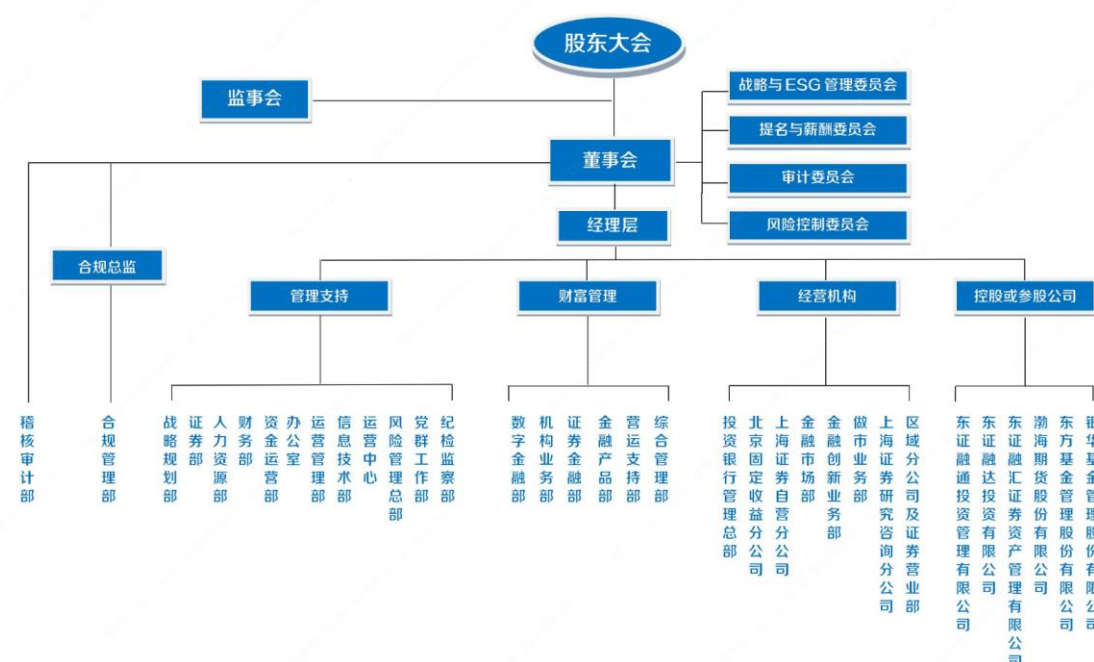 股东大会
监事会
战略与ESG管理委员会
提名与薪酬委员会
董事会
审计委员会
经理层
风险控制委员会
合规总监
管理支持
财富管理
经营机构
控股或参股公司
稽核审计部
合规管理部
战略规划部
证券部
人力资源部
财务部
资金运营部
办公室
运营管理部
信息技术部
运营中心
风险管理总部
党群工作部
纪检监察部
数字金融部
机构业务部
证券金融部
金融产品部
营运支持部
综合管理部
投资银行管理总部
北京固定收益分公司
上海证券自营分公司
金融市场部
金融创新业务部
做市业务部
上海证券研究咨询分公司
区域分公司及证券营业部
东证融通投资管理有限公司
东证融达投资有限公司
东证融汇证券资产管理有限公司
渤海期货股份有限公司
东方基金管理股份有限公司
银华基金管理股份有限公司